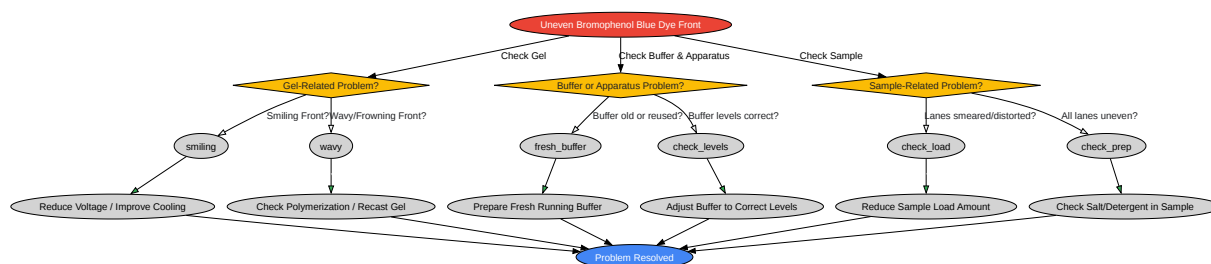 Uneven Bromophenol Blue Dye Front
Check Gel
Check Buffer & Apparatus
Check Sample
Gel-Related Problem?
Buffer or Apparatus Problem?
Sample-Related Problem?
Smiling Front?
Wavy/Frowning Front?
Buffer old or reused?
Buffer levels correct?
Lanes smeared/distorted?
All lanes uneven?
smiling
wavy
fresh_buffer
check_levels
check_load
check_prep
Reduce Voltage / Improve Cooling
Check Polymerization / Recast Gel
Prepare Fresh Running Buffer
Adjust Buffer to Correct Levels
Reduce Sample Load Amount
Check Salt/Detergent in Sample
Problem Resolved